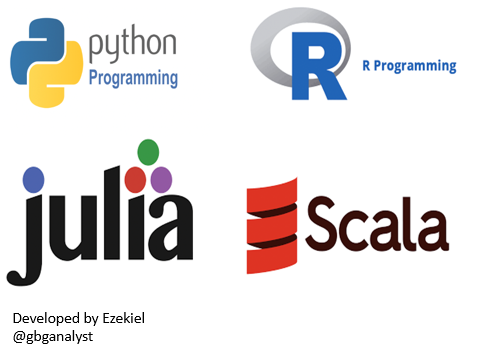 python
Programming
R
R Programming
julia
Scala
Developed by Ezekiel
@gbganalyst